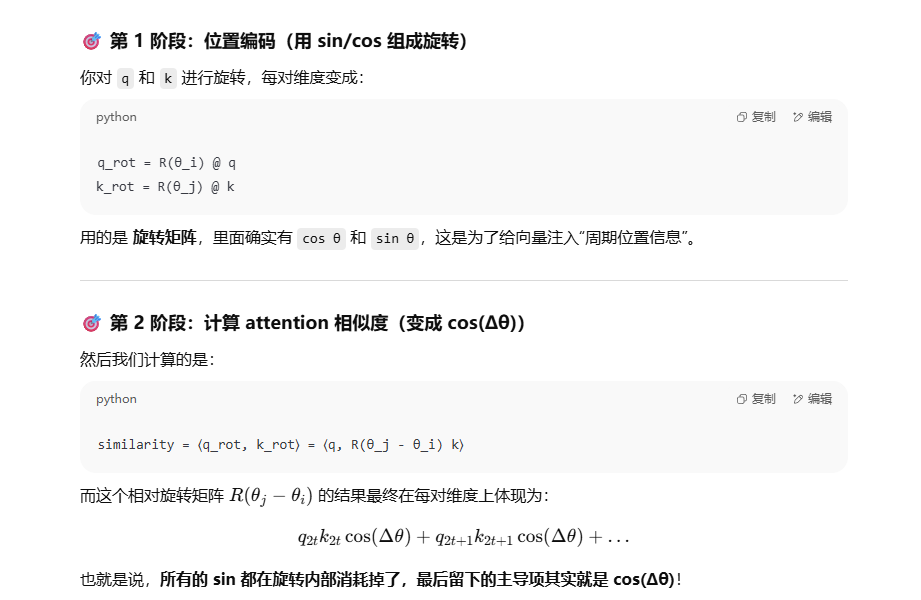 🎯 第 1 阶段：位置编码（用 sin/cos 组成旋转）
你对 q 和 k 进行旋转，每对维度变成：
python 复制 编辑
q_rot = R(θ_i) @ q
k_rot = R(θ_j) @ k
用的是 旋转矩阵，里面确实有 cos θ 和 sin θ，这是为了给向量注入“周期位置信息”。
🎯 第 2 阶段：计算 attention 相似度（变成 cos(Δθ)）
然后我们计算的是：
python 复制 编辑
similarity = ⟨q_rot, k_rot⟩ = ⟨q, R(θ_j - θ_i) k⟩
而这个相对旋转矩阵 R(θ_j − θ_i) 的结果最终在每对维度上体现为：
q_{2t}k_{2t} cos(Δθ) + q_{2t+1}k_{2t+1} cos(Δθ) + …
也就是说，所有的 sin 都在旋转内部消耗掉了，最后留下的主导项其实就是 cos(Δθ)！